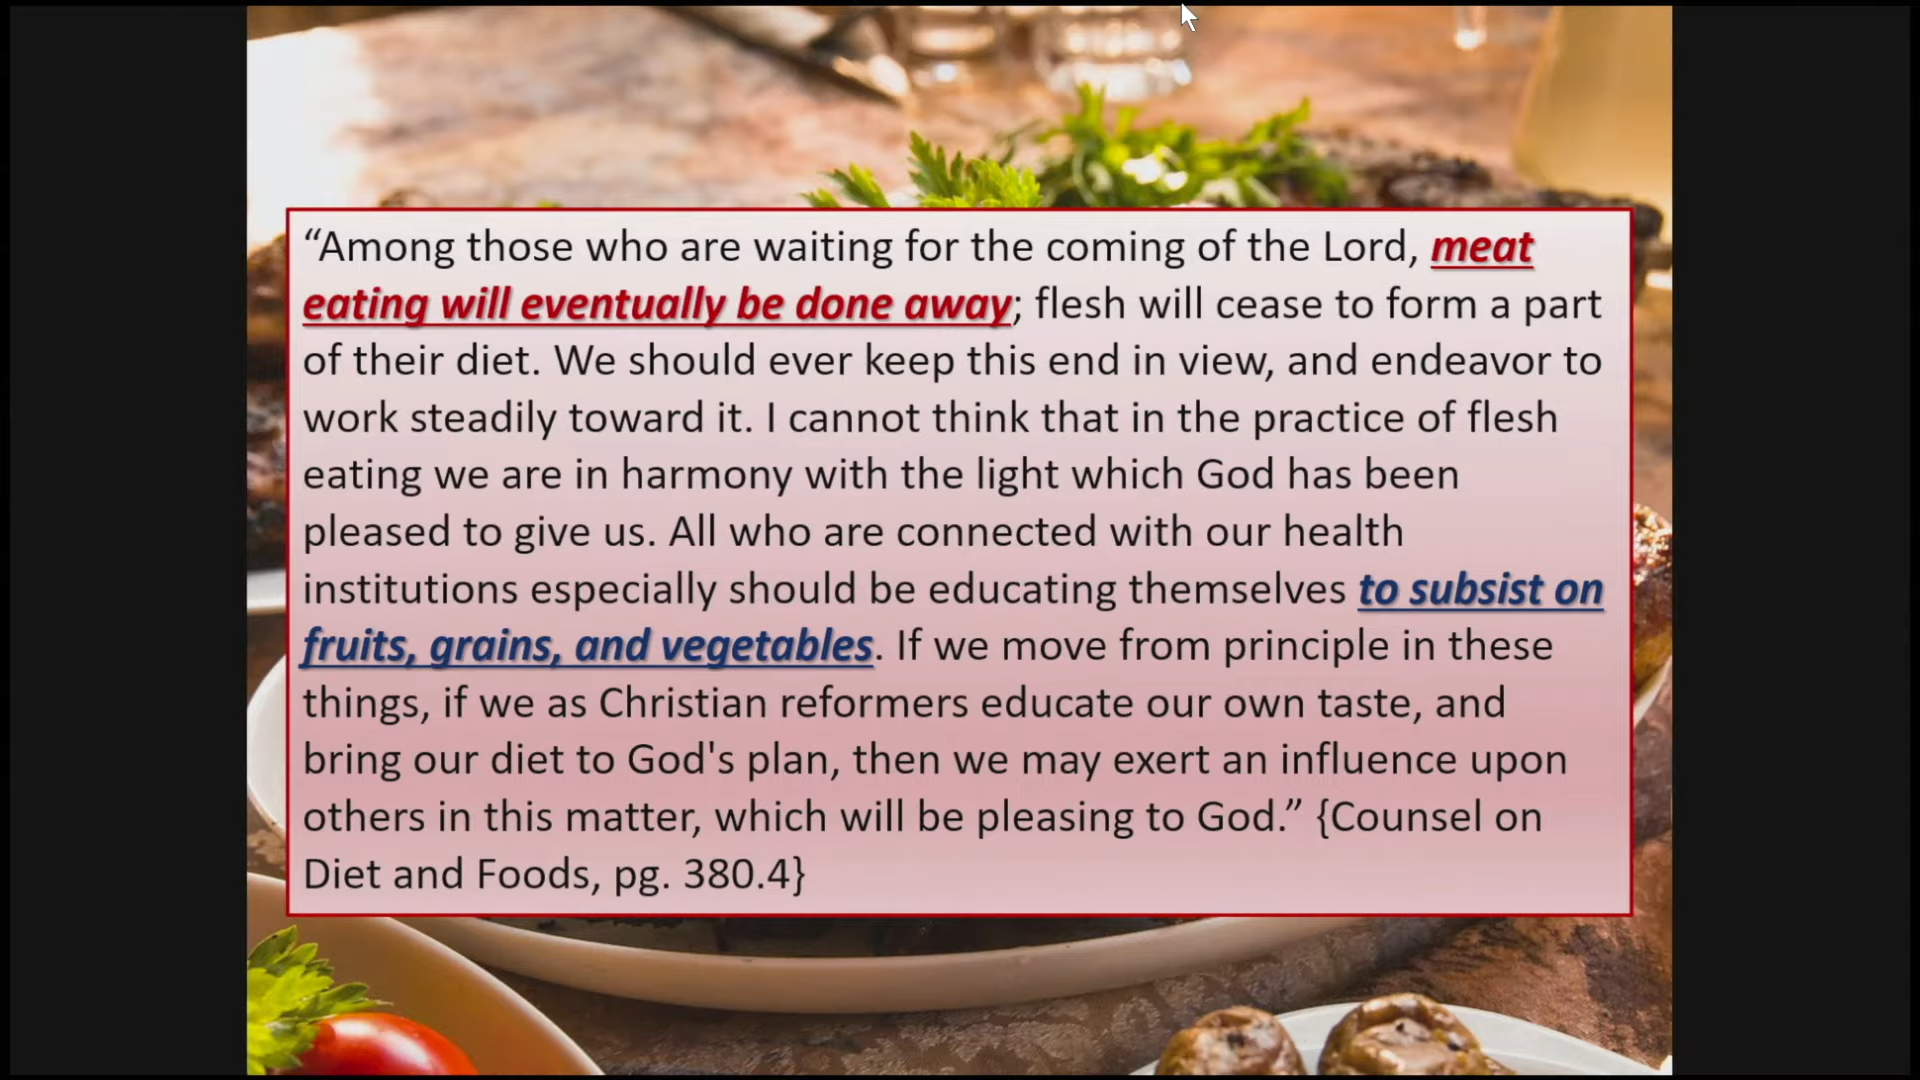 “Among those who are waiting for the coming of the Lord, meat
eating will eventually be done away; flesh will cease to form a part
of their diet. We should ever keep this end in view, and endeavor to
work steadily toward it. I cannot think that in the practice of flesh
eating we are in harmony with the light which God has been
pleased to give us. All who are connected with our health
institutions especially should be educating themselves to subsist on
fruits, grains, and vegetables. If we move from principle in these
things, if we as Christian reformers educate our own taste, and
bring our diet to God's plan, then we may exert an influence upon
others in this matter, which will be pleasing to God.” {Counsel on
Diet and Foods, pg. 380.4}